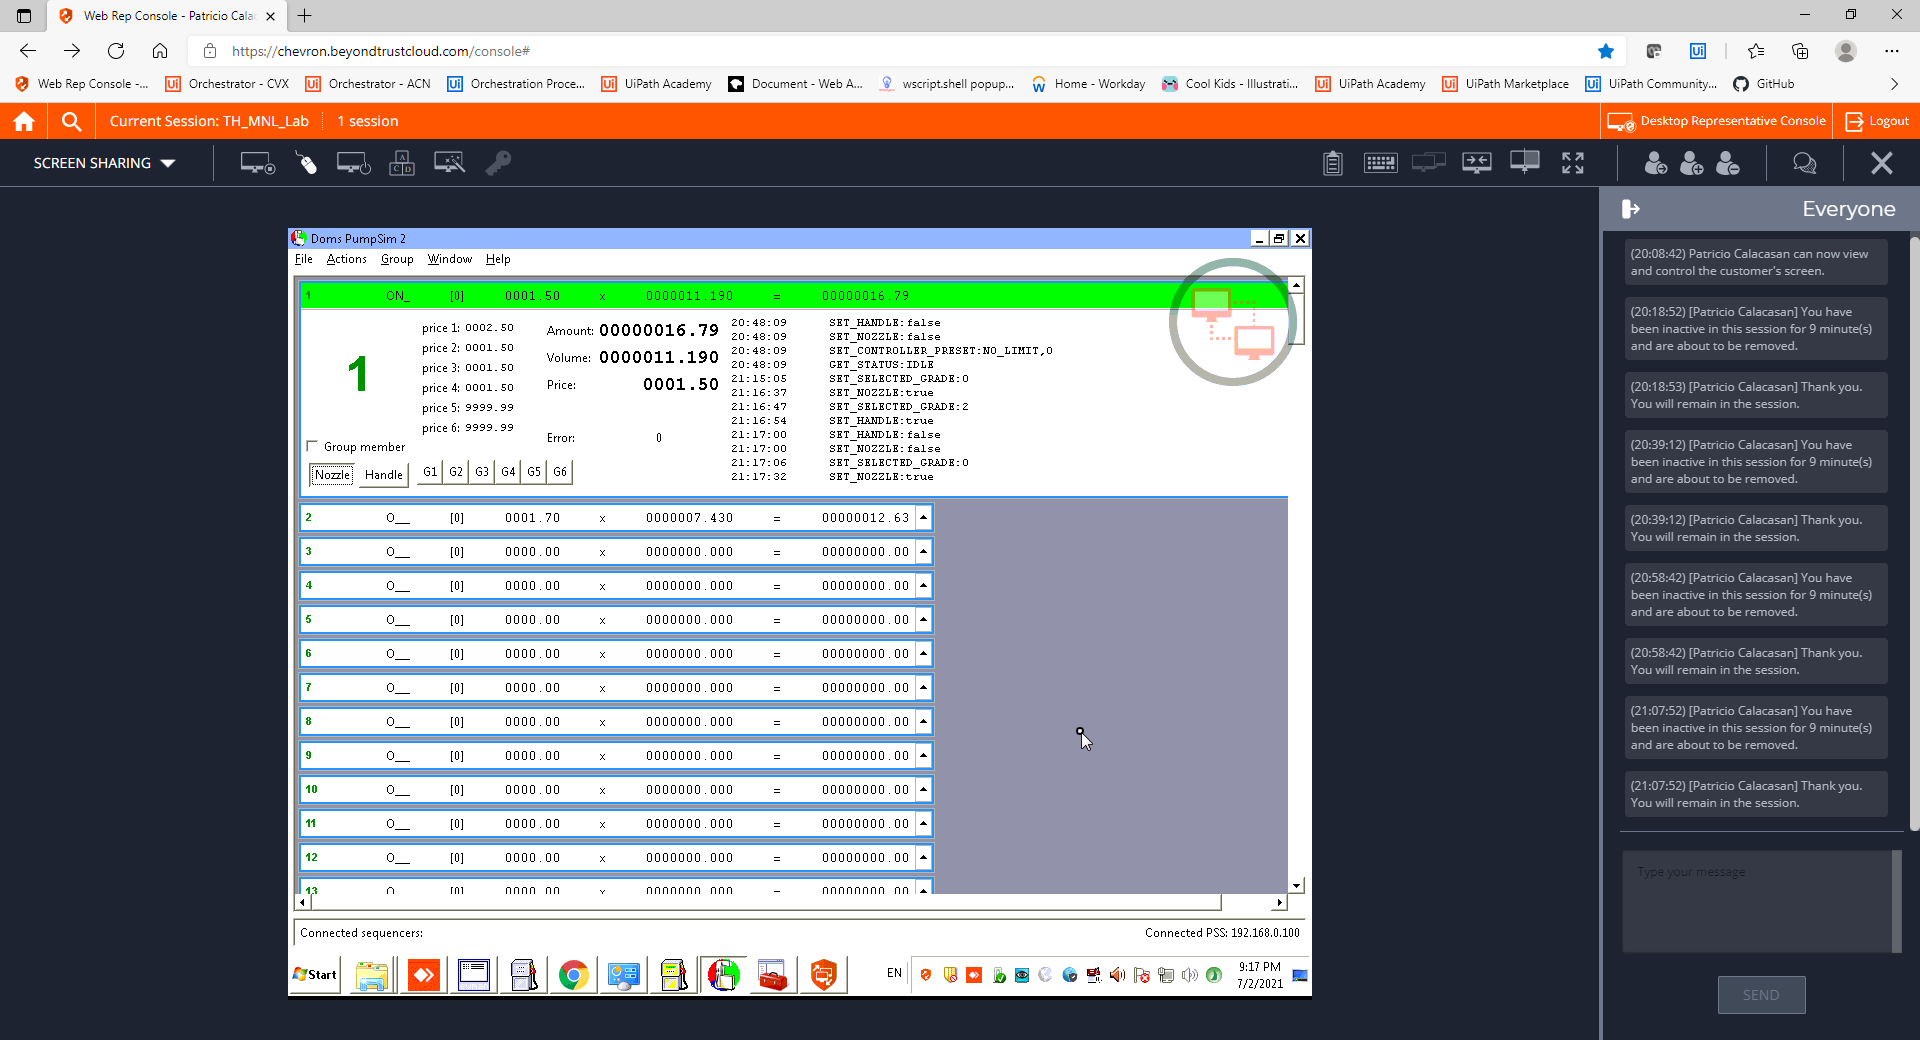 Web Rep Console - Patricio Cala
https://chevron.beyondtrustcloud.com/console#
Web Rep Console -... Orchestrator - CVX Orchestrator - ACN Orchestration Proce... UiPath Academy Document - Web A... wscript.shell popup... Home - Workday Cool Kids - Illustrati... UiPath Academy UiPath Marketplace UiPath Community... GitHub
Current Session: TH_MNL_Lab 1 session Desktop Representative Console Logout
SCREEN SHARING
Everyone
(20:08:42) Patricio Calacasan can now view
and control the customer's screen.
(20:18:52) [Patricio Calacasan] You have
been inactive in this session for 9 minute(s)
and are about to be removed.
(20:18:53) [Patricio Calacasan] Thank you.
You will remain in the session.
(20:39:12) [Patricio Calacasan] You have
been inactive in this session for 9 minute(s)
and are about to be removed.
(20:39:12) [Patricio Calacasan] Thank you.
You will remain in the session.
(20:58:42) [Patricio Calacasan] You have
been inactive in this session for 9 minute(s)
and are about to be removed.
(20:58:42) [Patricio Calacasan] Thank you.
You will remain in the session.
(21:07:52) [Patricio Calacasan] You have
been inactive in this session for 9 minute(s)
and are about to be removed.
(21:07:52) [Patricio Calacasan] Thank you.
You will remain in the session.
Type your message
SEND
Doms PumpSim 2
File Actions Group Window Help
1 ON_ [0] 0001.50 x 0000011.190 = 00000016.79
1
price 1: 0002.50
price 2: 0001.50
price 3: 0001.50
price 4: 0001.50
price 5: 9999.99
price 6: 9999.99
Group member
Nozzle Handle G1 G2 G3 G4 G5 G6
Amount: 00000016.79
Volume: 0000011.190
Price: 0001.50
Error: 0
20:48:09 SET_HANDLE:false
20:48:09 SET_NOZZLE:false
20:48:09 SET_CONTROLLER_PRESET:NO_LIMIT,0
20:48:09 GET_STATUS:IDLE
21:15:05 SET_SELECTED_GRADE:0
21:16:37 SET_NOZZLE:true
21:16:47 SET_SELECTED_GRADE:2
21:16:54 SET_HANDLE:true
21:17:00 SET_HANDLE:false
21:17:00 SET_NOZZLE:false
21:17:06 SET_SELECTED_GRADE:0
21:17:32 SET_NOZZLE:true
2 O__ [0] 0001.70 x 0000007.430 = 00000012.63
3 O__ [0] 0000.00 x 0000000.000 = 00000000.00
4 O__ [0] 0000.00 x 0000000.000 = 00000000.00
5 O__ [0] 0000.00 x 0000000.000 = 00000000.00
6 O__ [0] 0000.00 x 0000000.000 = 00000000.00
7 O__ [0] 0000.00 x 0000000.000 = 00000000.00
8 O__ [0] 0000.00 x 0000000.000 = 00000000.00
9 O__ [0] 0000.00 x 0000000.000 = 00000000.00
10 O__ [0] 0000.00 x 0000000.000 = 00000000.00
11 O__ [0] 0000.00 x 0000000.000 = 00000000.00
12 O__ [0] 0000.00 x 0000000.000 = 00000000.00
13 O [0] 0000.00 x 0000000.000 00000000.00
Connected sequencers: Connected PSS: 192.168.0.100
Start EN 9:17 PM
7/2/2021